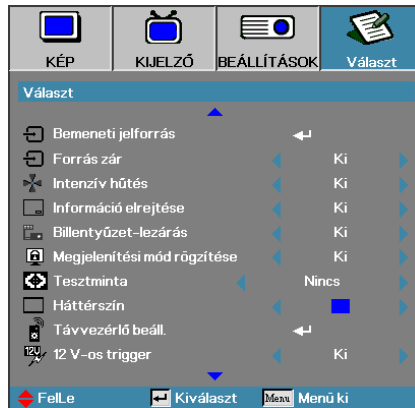 KÉP KIJELZŐ BEÁLLÍTÁSOK Választ
Választ
Bemeneti jelforrás
Forrás zár Ki
Intenzív hűtés Ki
Információ elrejtése Ki
Billentyűzet-lezárás Ki
Megjelenítési mód rögzítése Ki
Tesztminta Nincs
Háttérszín
Távvezérlő beáll.
12V 12 V-os trigger Ki
FelLe Kiválaszt Menu Menü ki